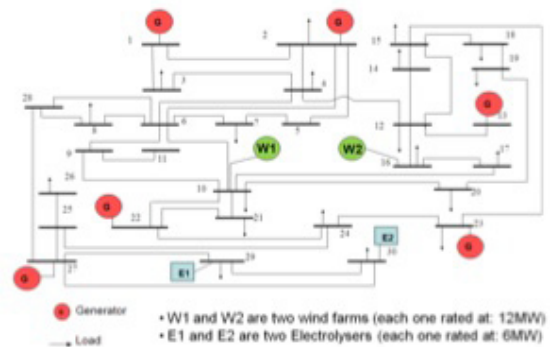 G
G
1
2
15
18
19
14
3
4
G
13
28
8
6
7
5
12
W1
W2
17
16
9
11
26
10
20
25
G
22
21
24
23
E2
G
G
27
E1
29
30
G Generator
Load
• W1 and W2 are two wind farms (each one rated at: 12MW)
• E1 and E2 are two Electrolysers (each one rated at: 6MW)